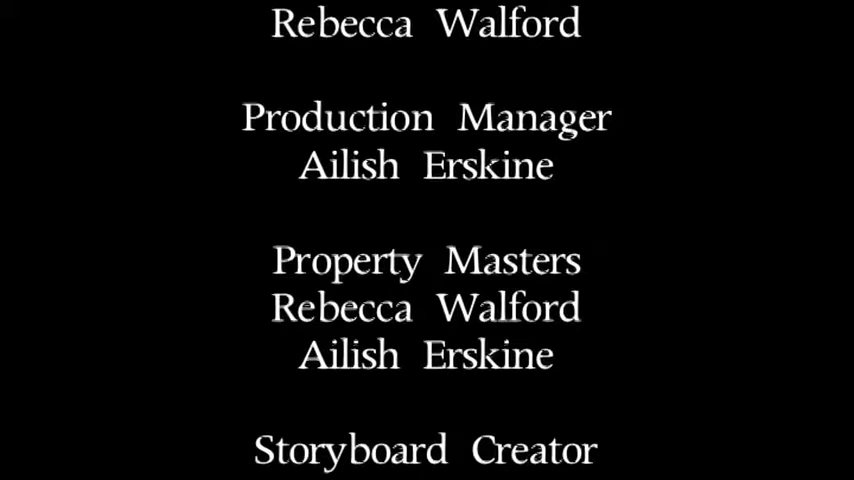 Rebecca Walford
Production Manager
Ailish Erskine
Property Masters
Rebecca Walford
Ailish Erskine
Storyboard Creator